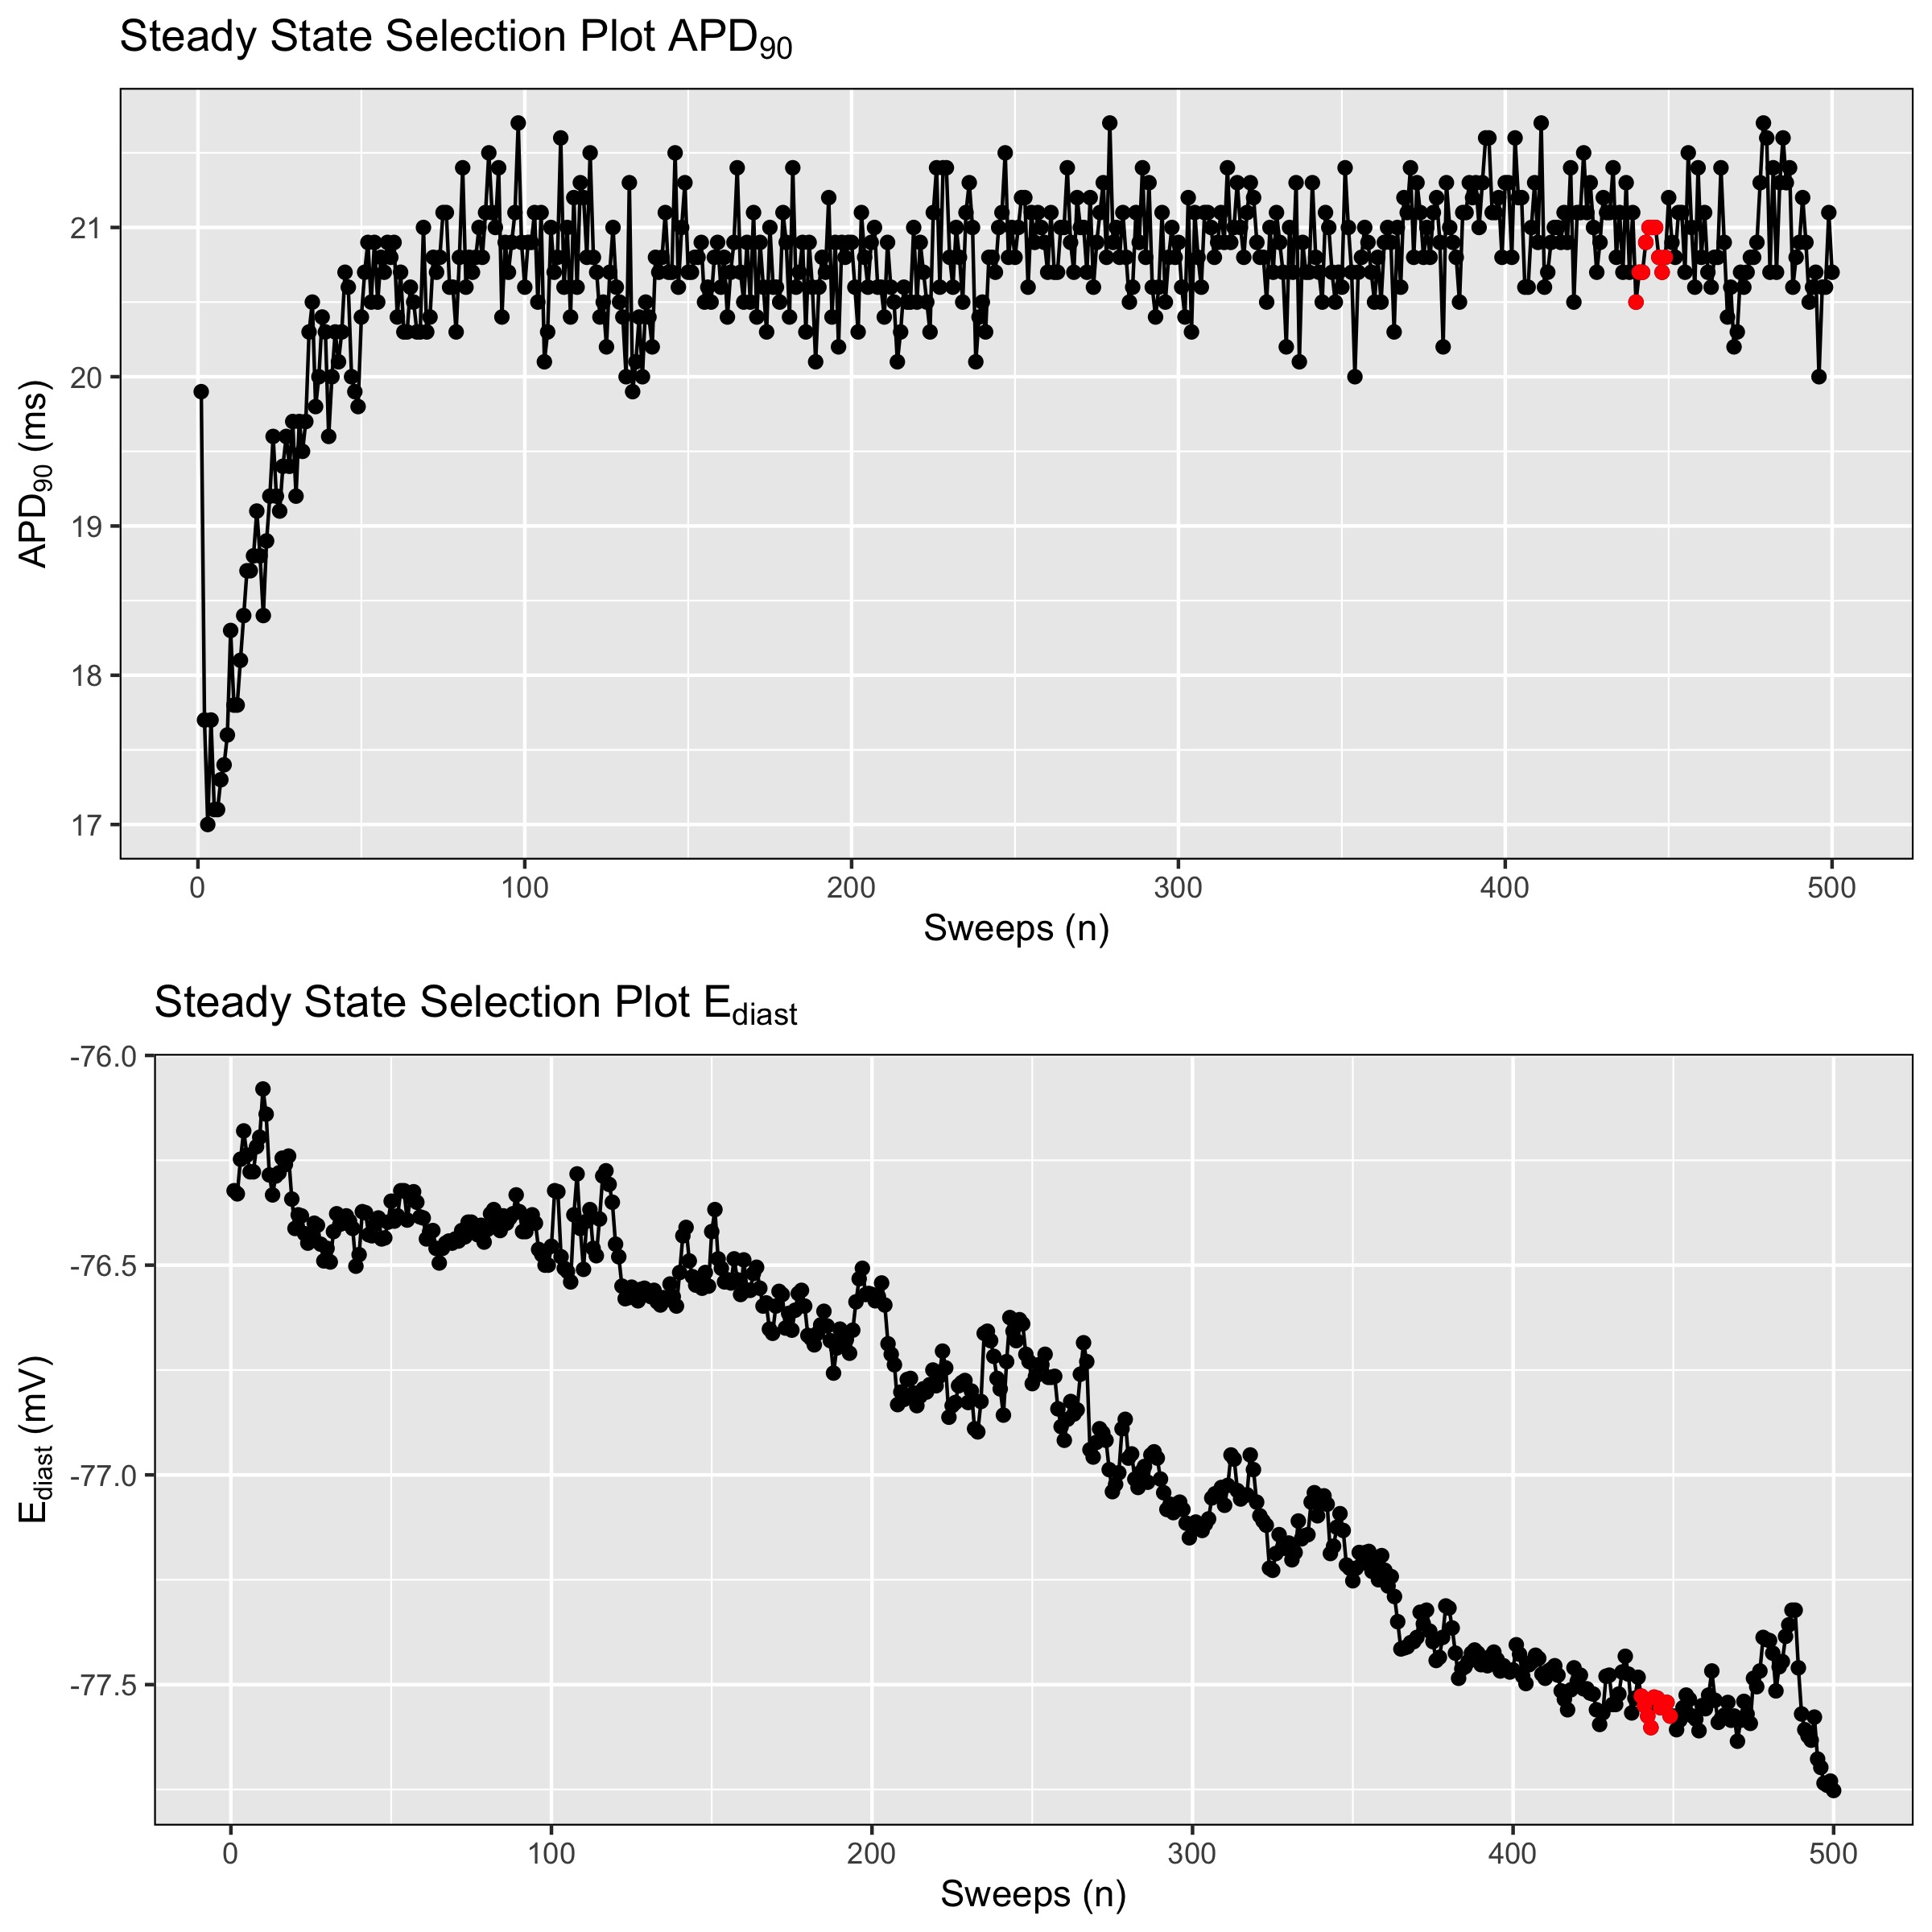 Steady State Selection Plot APD90
21
20
19
18
17
APD90 (ms)
0 100 200 300 400 500
Sweeps (n)
Steady State Selection Plot Ediast
-76.0
-76.5
-77.0
-77.5
Ediast (mV)
0 100 200 300 400 500
Sweeps (n)